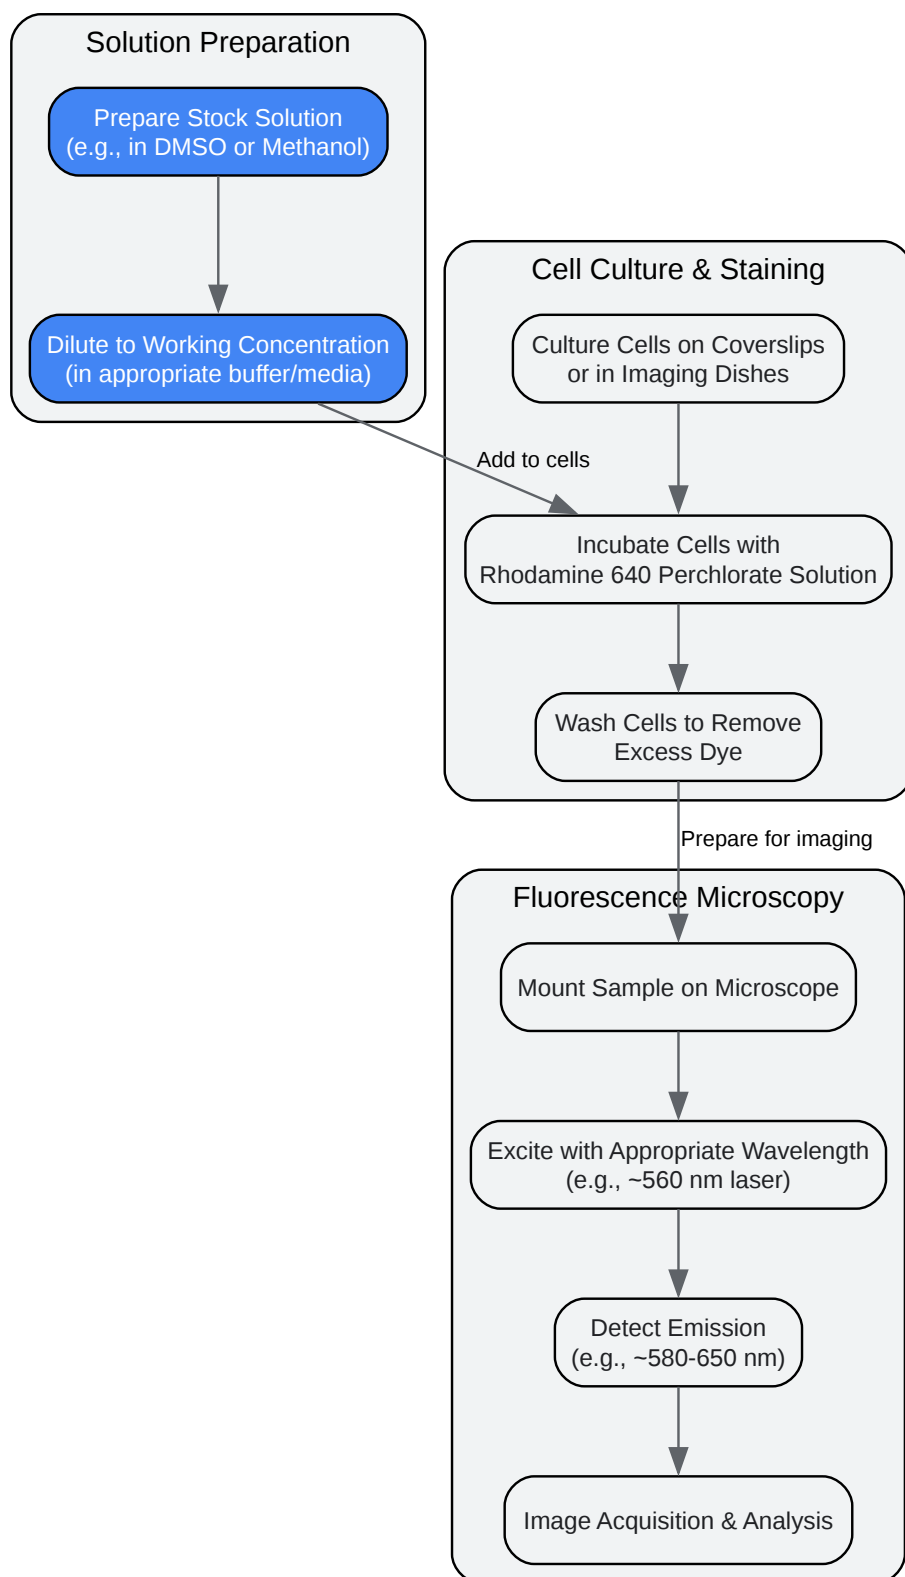 Solution Preparation
Prepare Stock Solution
(e.g., in DMSO or Methanol)
Dilute to Working Concentration
(in appropriate buffer/media)
Add to cells
Cell Culture & Staining
Culture Cells on Coverslips
or in Imaging Dishes
Incubate Cells with
Rhodamine 640 Perchlorate Solution
Wash Cells to Remove
Excess Dye
Prepare for imaging
Fluorescence Microscopy
Mount Sample on Microscope
Excite with Appropriate Wavelength
(e.g., ~560 nm laser)
Detect Emission
(e.g., ~580-650 nm)
Image Acquisition & Analysis